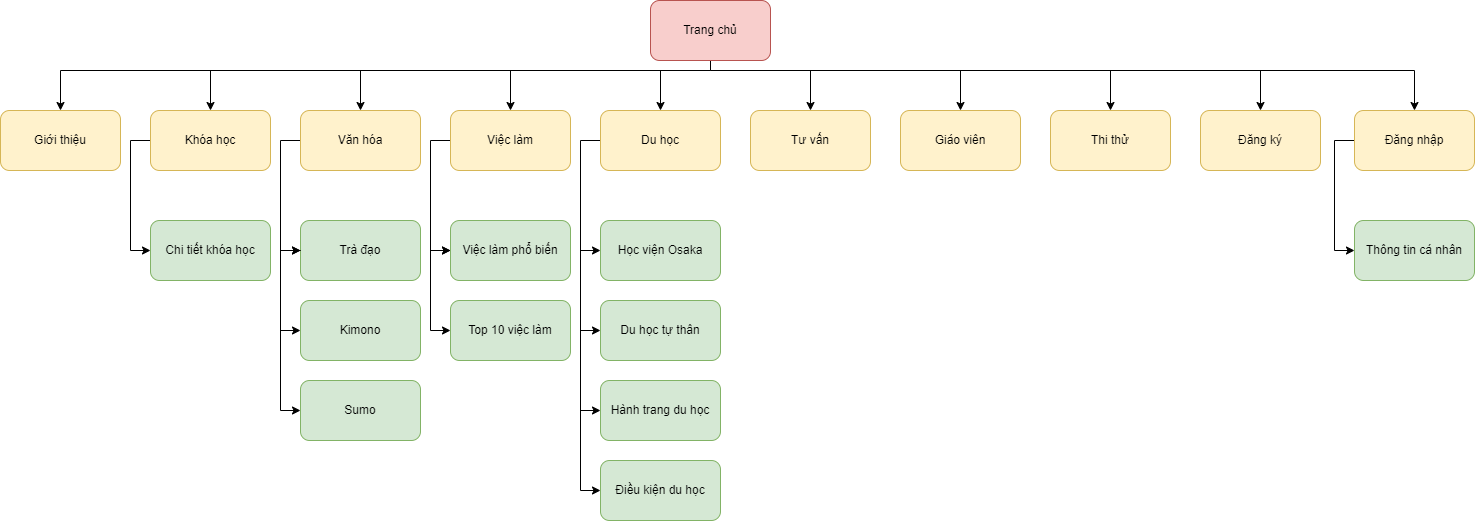 Trang chủ
Giới thiệu
Khóa học
Văn hóa
Việc làm
Du học
Tư vấn
Giáo viên
Thi thử
Đăng ký
Đăng nhập
Chi tiết khóa học
Trà đạo
Việc làm phổ biến
Học viện Osaka
Thông tin cá nhân
Kimono
Top 10 việc làm
Du học tự thân
Sumo
Hành trang du học
Điều kiện du học